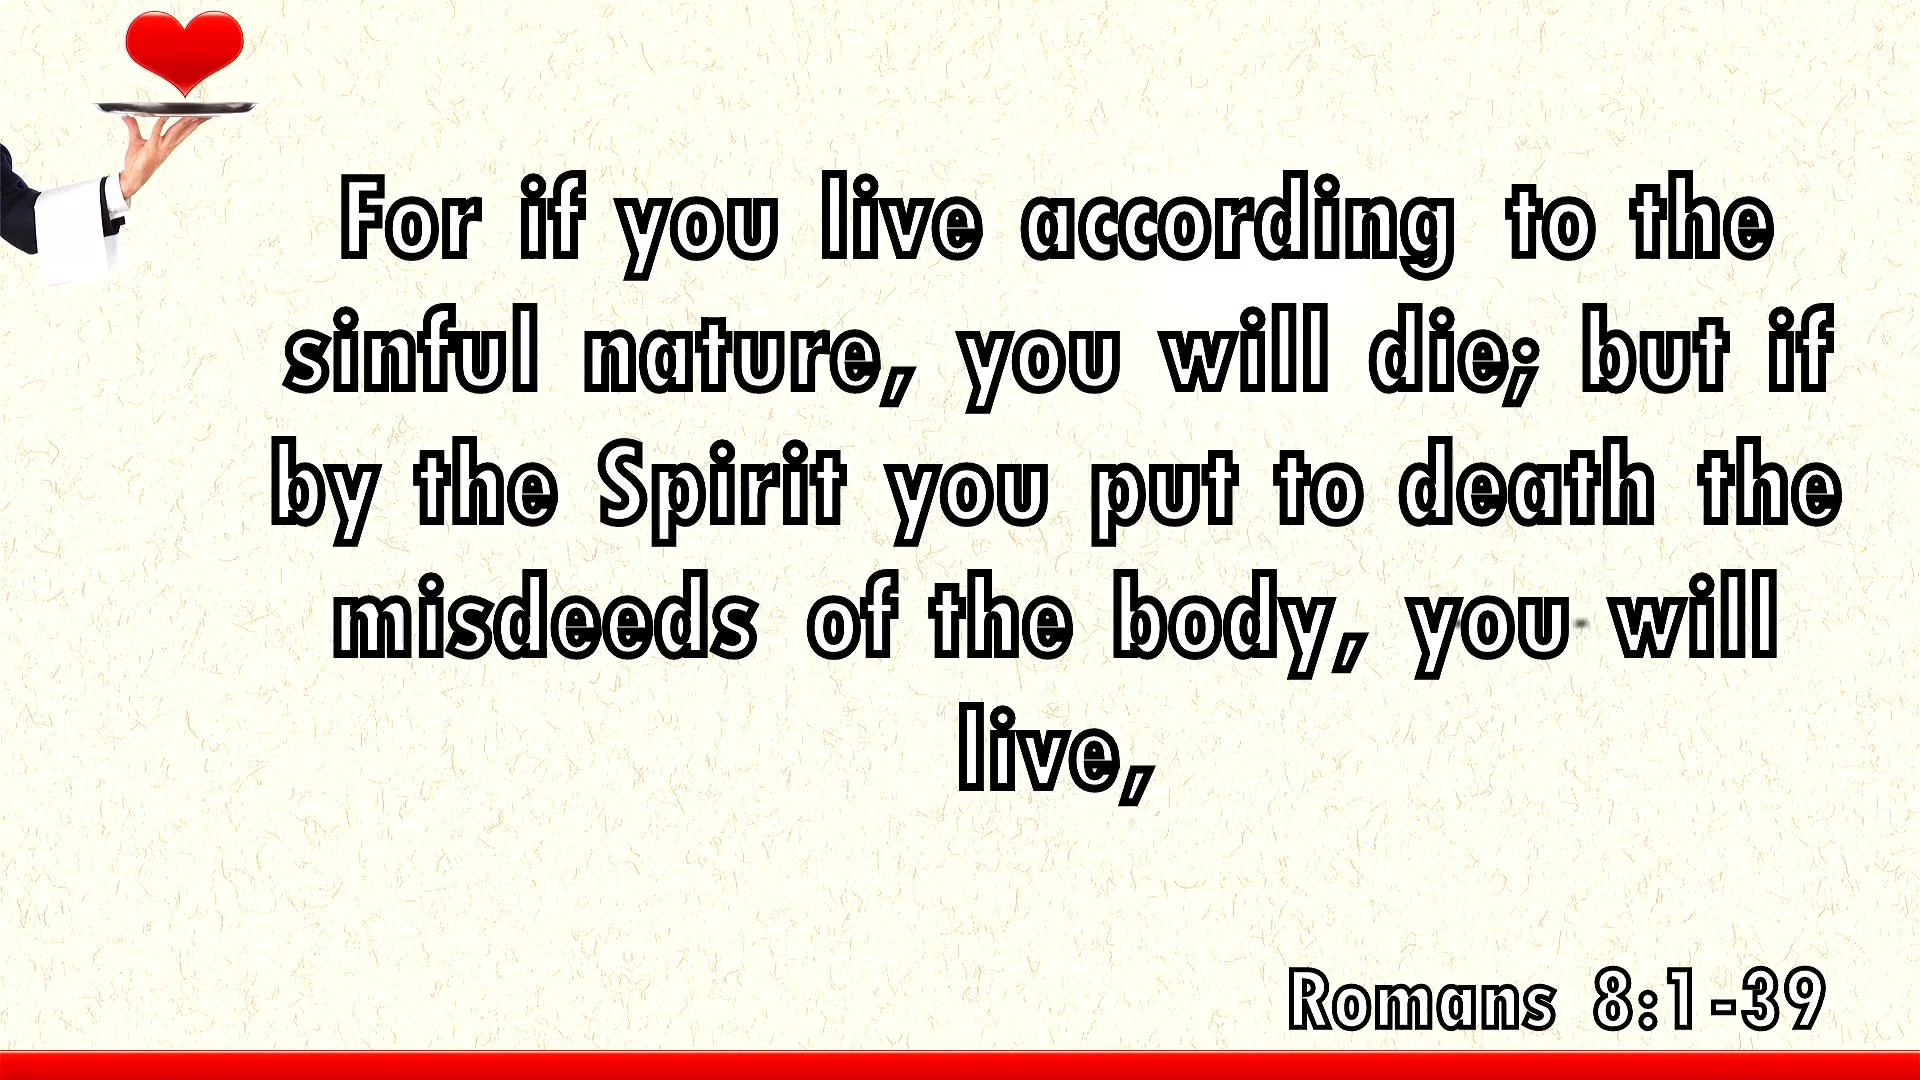 For if you live according to the
sinful nature, you will die; but if
by the Spirit you put to death the
misdeeds of the body, you will
live,
Romans 8:1-39